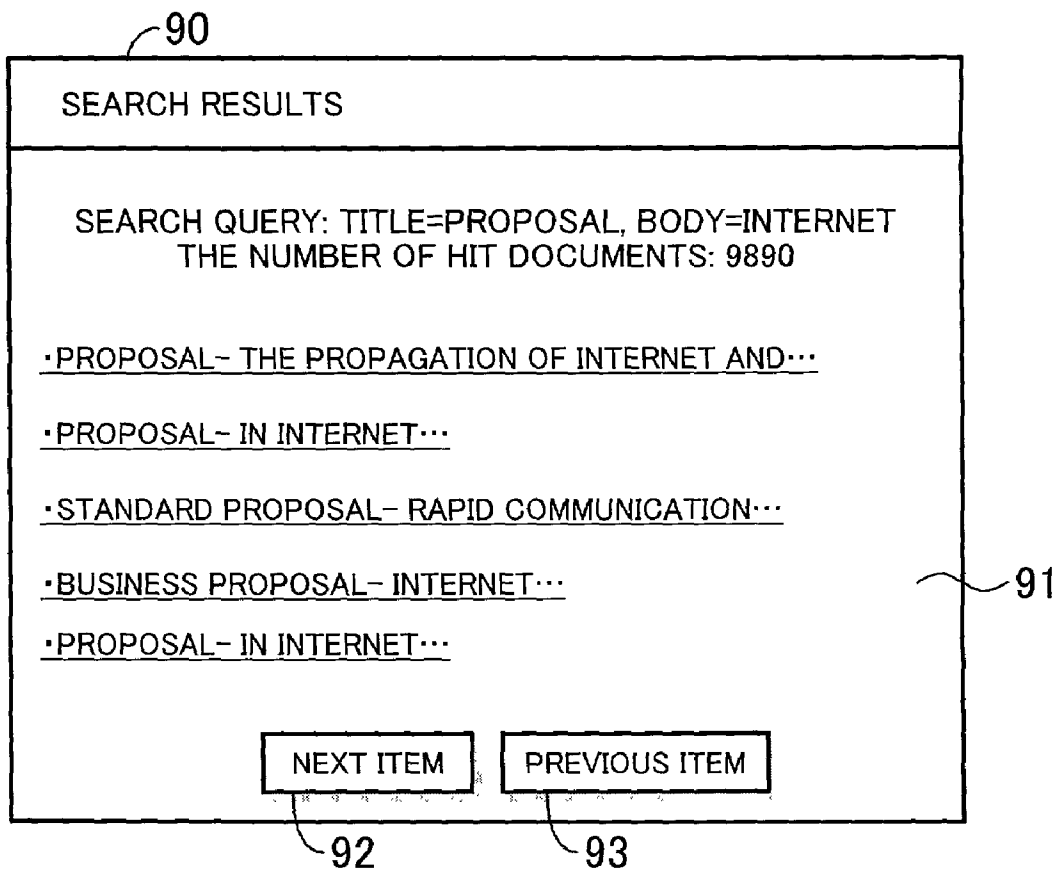 90
SEARCH RESULTS
SEARCH QUERY: TITLE=PROPOSAL, BODY=INTERNET
THE NUMBER OF HIT DOCUMENTS: 9890
·PROPOSAL- THE PROPAGATION OF INTERNET AND···
·PROPOSAL- IN INTERNET···
·STANDARD PROPOSAL- RAPID COMMUNICATION···
·BUSINESS PROPOSAL- INTERNET···
91
·PROPOSAL- IN INTERNET···
NEXT ITEM PREVIOUS ITEM
92 93